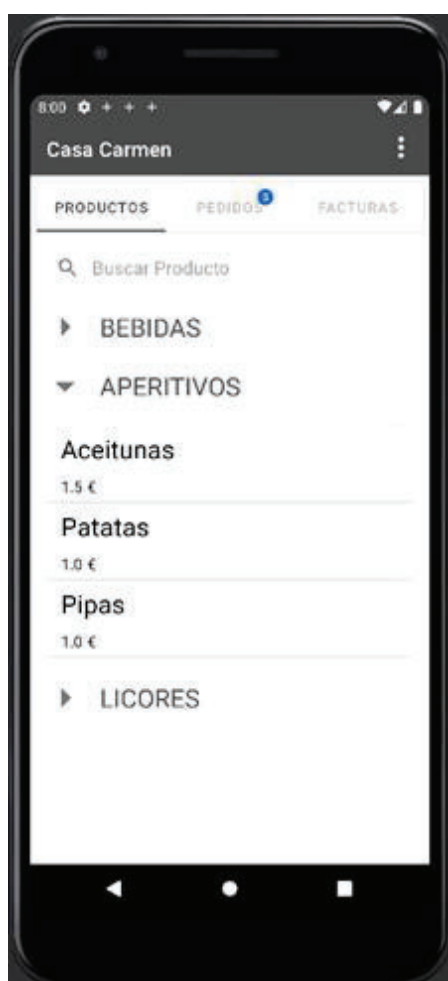 8:00
Casa Carmen
PRODUCTOS PEDIDOS FACTURAS
Buscar Producto
BEBIDAS
APERITIVOS
Aceitunas
1.5 €
Patatas
1.0 €
Pipas
1.0 €
LICORES